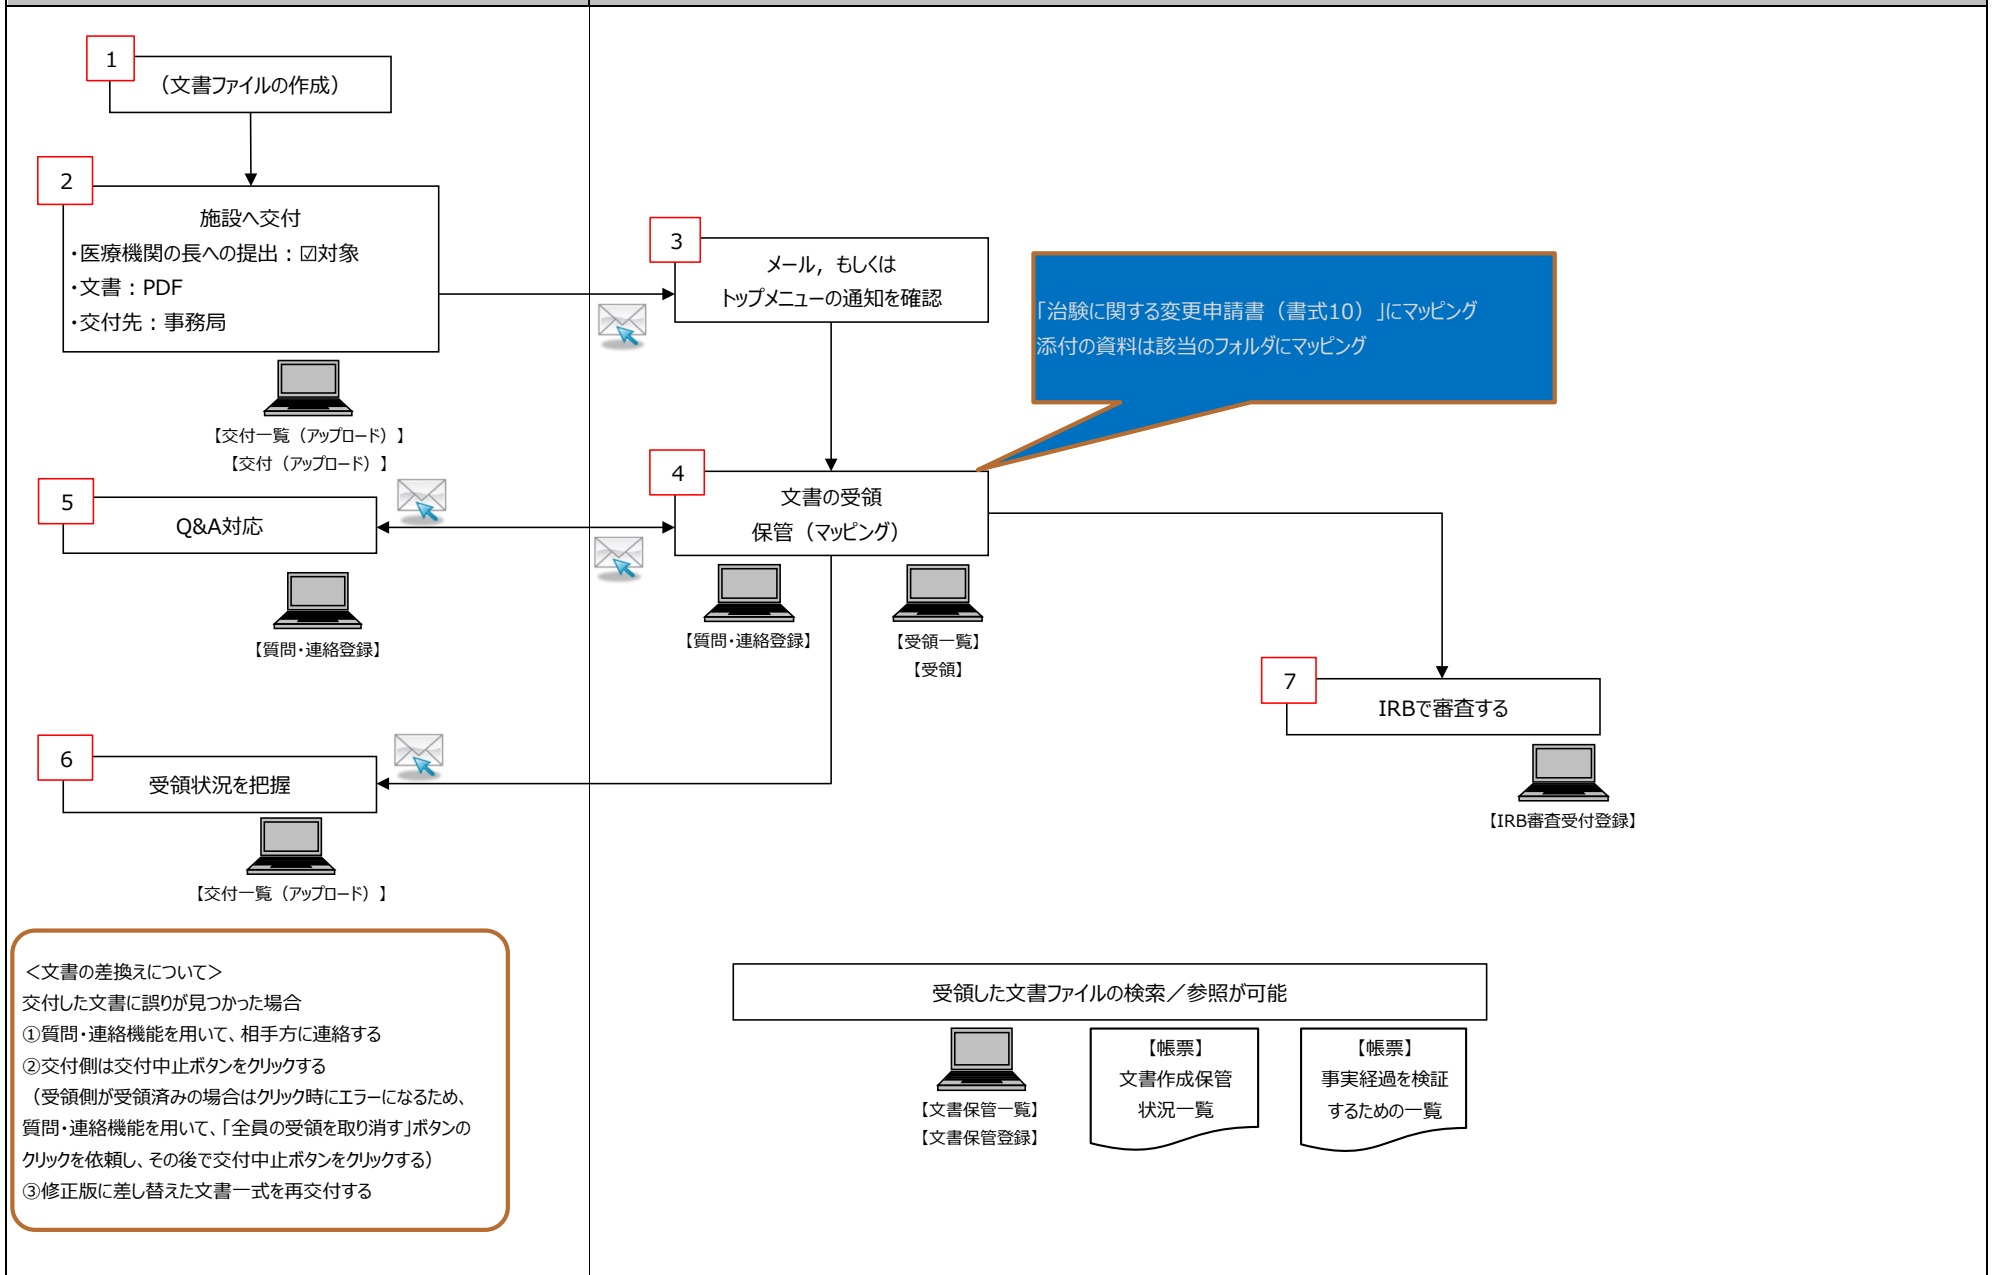 1
（文書ファイルの作成）
2
施設へ交付
・医療機関の長への提出：☑対象
・文書：PDF
・交付先：事務局
【交付一覧（アップロード）】
【交付（アップロード）】
3
メール，もしくは
トップメニューの通知を確認
「治験に関する変更申請書（書式10）」にマッピング
添付の資料は該当のフォルダにマッピング
4
文書の受領
保管（マッピング）
【質問・連絡登録】
【受領一覧】
【受領】
5
Q&A対応
【質問・連絡登録】
6
受領状況を把握
【交付一覧（アップロード）】
7
IRBで審査する
【IRB審査受付登録】
＜文書の差換えについて＞
交付した文書に誤りが見つかった場合
①質問・連絡機能を用いて、相手方に連絡する
②交付側は交付中止ボタンをクリックする
（受領側が受領済みの場合はクリック時にエラーになるため、
質問・連絡機能を用いて、「全員の受領を取り消す」ボタンの
クリックを依頼し、その後で交付中止ボタンをクリックする）
③修正版に差し替えた文書一式を再交付する
受領した文書ファイルの検索／参照が可能
【文書保管一覧】
【文書保管登録】
【帳票】
文書作成保管
状況一覧
【帳票】
事実経過を検証
するための一覧